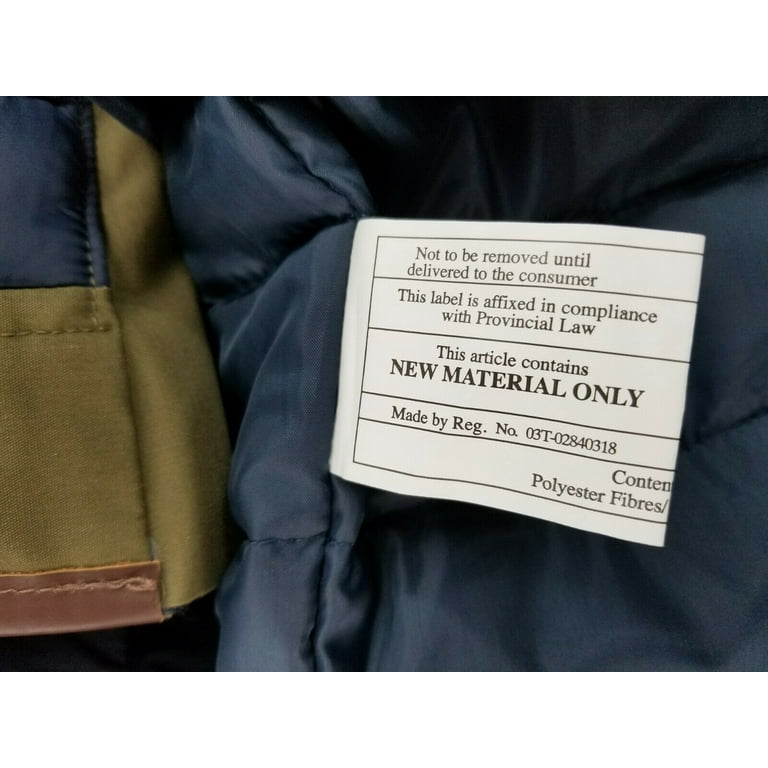 Not to be removed until
delivered to the consumer
This label is affixed in compliance
with Provincial Law
This article contains
NEW MATERIAL ONLY
Made by Reg. No. 03T-02840318
Conten
Polyester Fibres/